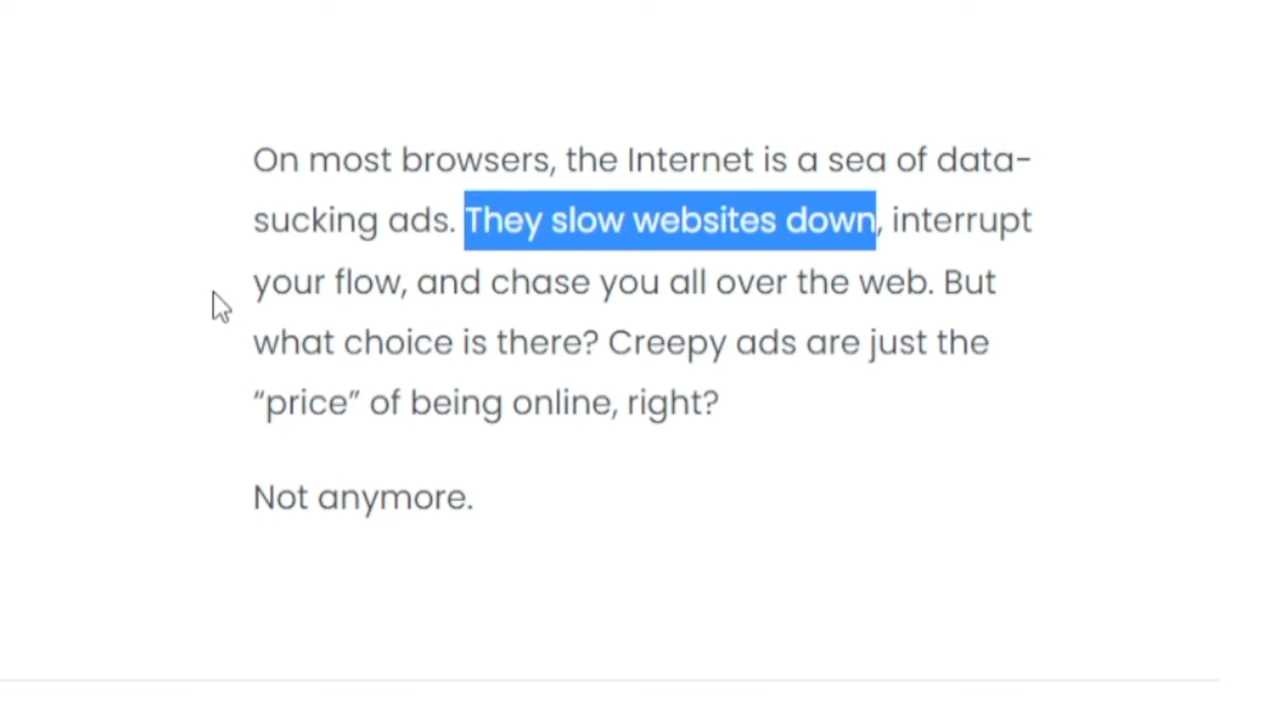 On most browsers, the Internet is a sea of data-
sucking ads. They slow websites down, interrupt
your flow, and chase you all over the web. But
what choice is there? Creepy ads are just the
“price” of being online, right?
Not anymore.